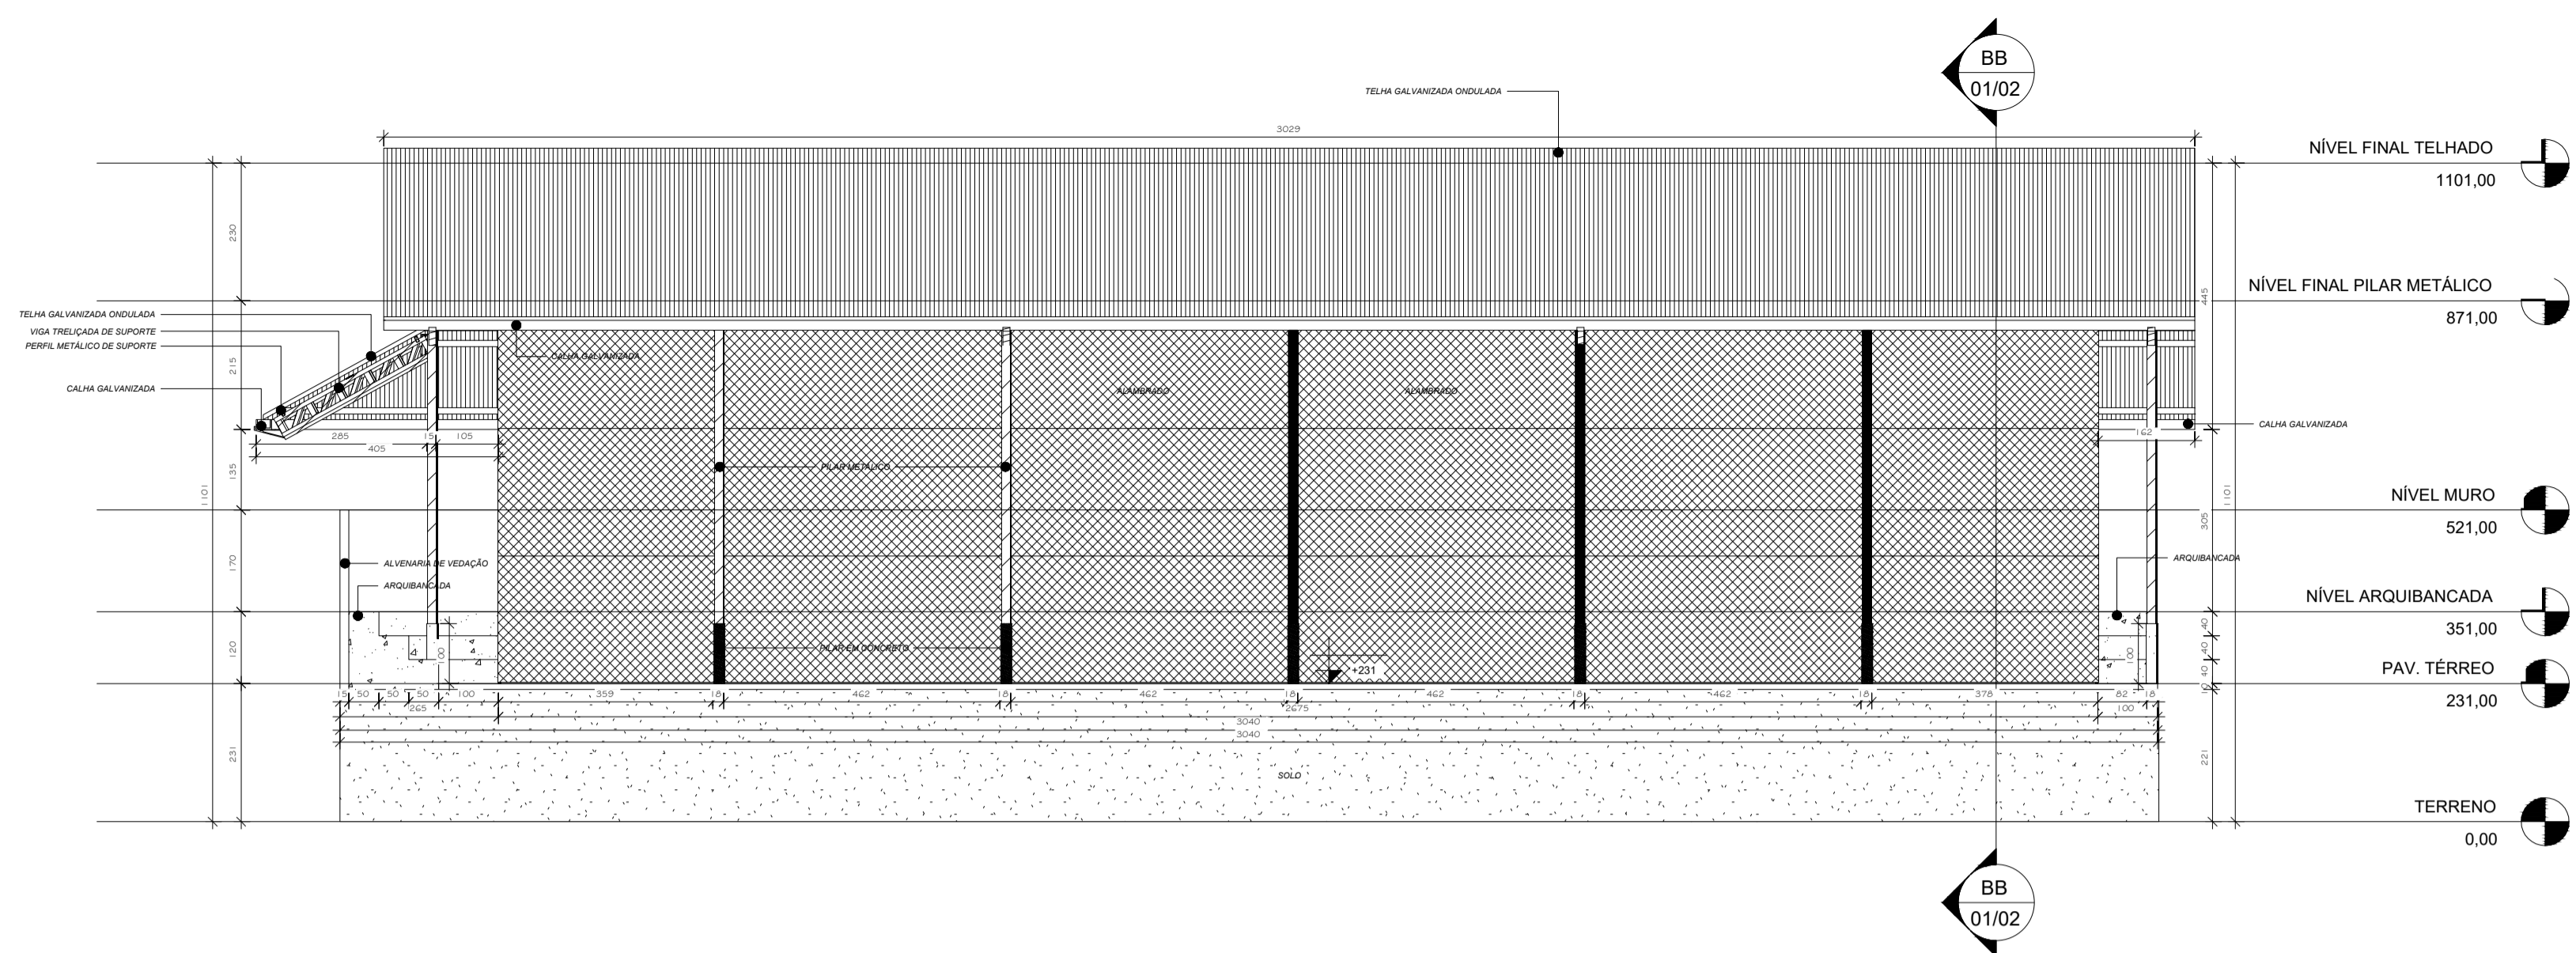 BB
01/02
TELHA GALVANIZADA ONDULADA
3029
NÍVEL FINAL TELHADO
1101,00
230
NÍVEL FINAL PILAR METÁLICO
871,00
445
TELHA GALVANIZADA ONDULADA
VIGA TRELIÇADA DE SUPORTE
PERFIL METÁLICO DE SUPORTE
CALHA GALVANIZADA
215
CALHA GALVANIZADA
ALAMBRADO
ALAMBRADO
CALHA GALVANIZADA
285
15
105
405
162
135
PILAR METÁLICO
1101
1101
NÍVEL MURO
521,00
305
170
ALVENARIA DE VEDAÇÃO
ARQUIBANCADA
ARQUIBANCADA
NÍVEL ARQUIBANCADA
351,00
40
40
40
120
100
PILAR EM CONCRETO
100
+231
PAV. TÉRREO
231,00
10
15
50
50
50
100
359
18
462
18
462
18
462
18
462
18
378
82
18
265
2675
100
3040
3040
231
SOLO
221
TERRENO
0,00
BB
01/02